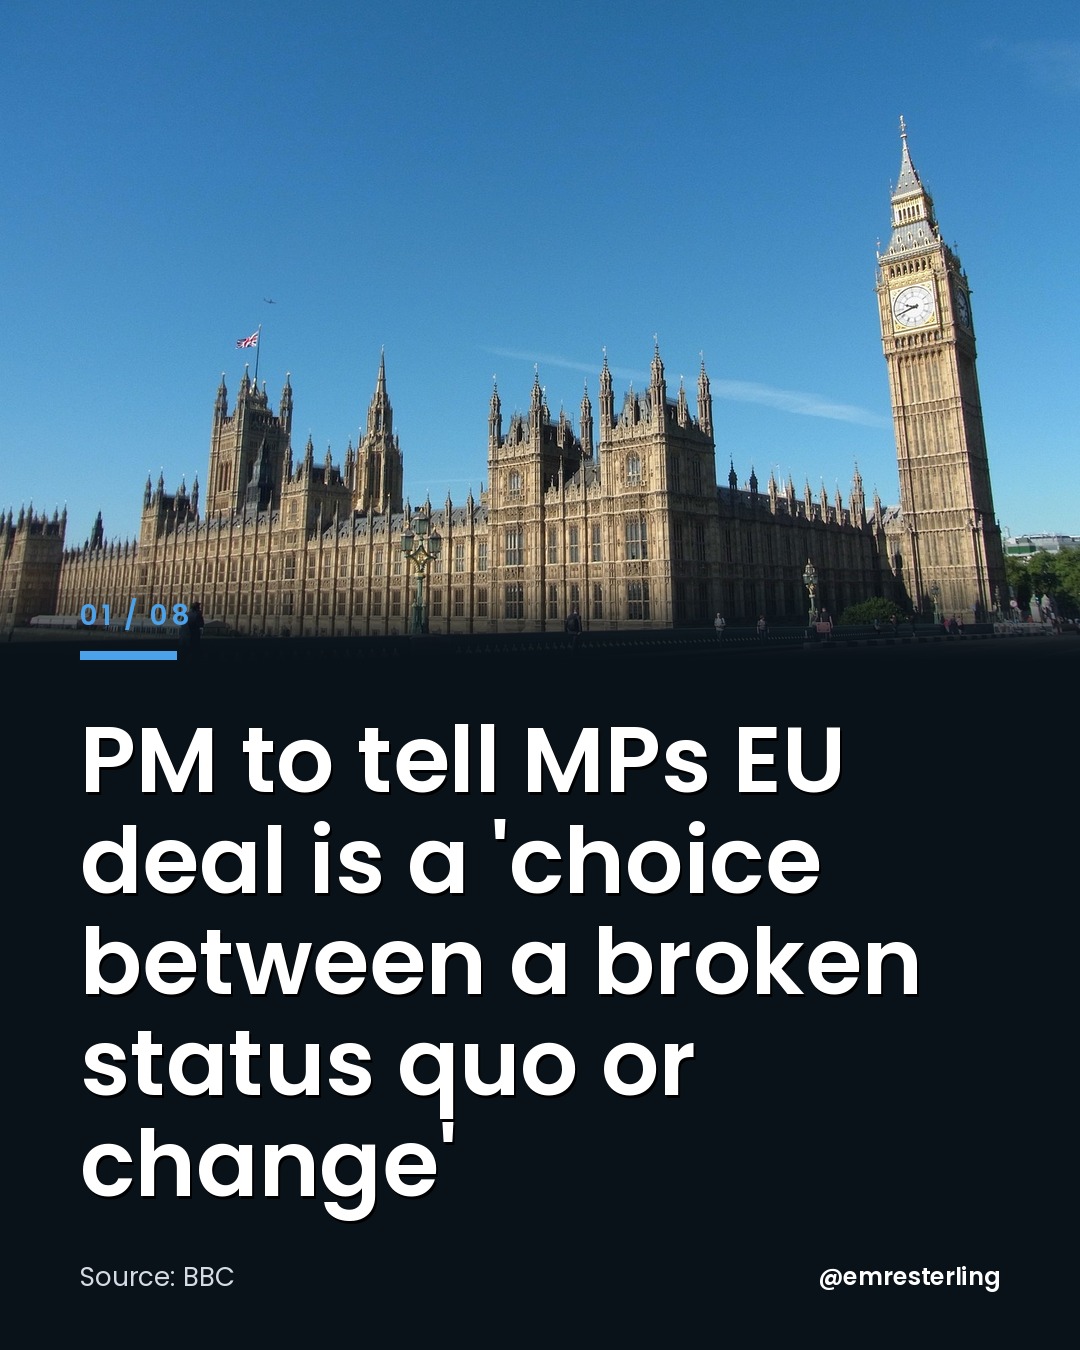 01 / 08
PM to tell MPs EU
deal is a 'choice
between a broken
status quo or
change'
Source: BBC
@emresterling